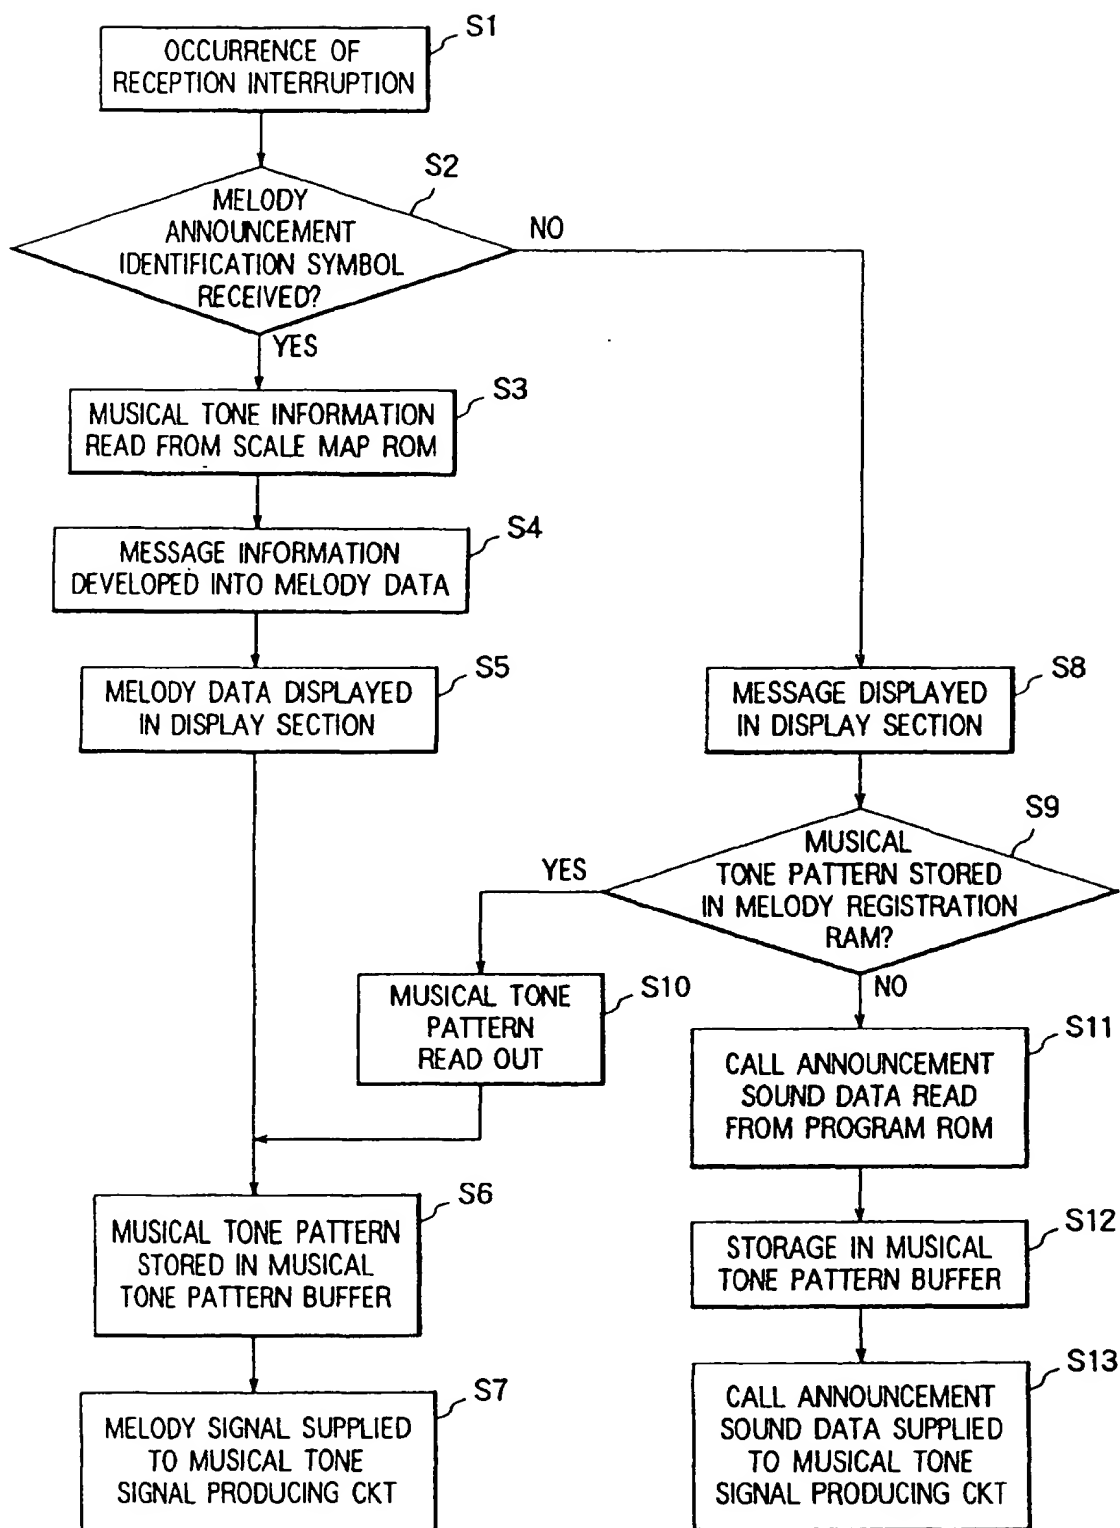 S1
OCCURRENCE OF
RECEPTION INTERRUPTION
S2
MELODY
ANNOUNCEMENT
IDENTIFICATION SYMBOL
RECEIVED?
NO
YES
S3
MUSICAL TONE INFORMATION
READ FROM SCALE MAP ROM
S4
MESSAGE INFORMATION
DEVELOPED INTO MELODY DATA
S5
MELODY DATA DISPLAYED
IN DISPLAY SECTION
S8
MESSAGE DISPLAYED
IN DISPLAY SECTION
S9
MUSICAL
TONE PATTERN STORED
IN MELODY REGISTRATION
RAM?
YES
NO
S10
MUSICAL TONE
PATTERN
READ OUT
S11
CALL ANNOUNCEMENT
SOUND DATA READ
FROM PROGRAM ROM
S6
MUSICAL TONE PATTERN
STORED IN MUSICAL
TONE PATTERN BUFFER
S12
STORAGE IN MUSICAL
TONE PATTERN BUFFER
S7
MELODY SIGNAL SUPPLIED
TO MUSICAL TONE
SIGNAL PRODUCING CKT
S13
CALL ANNOUNCEMENT
SOUND DATA SUPPLIED
TO MUSICAL TONE
SIGNAL PRODUCING CKT